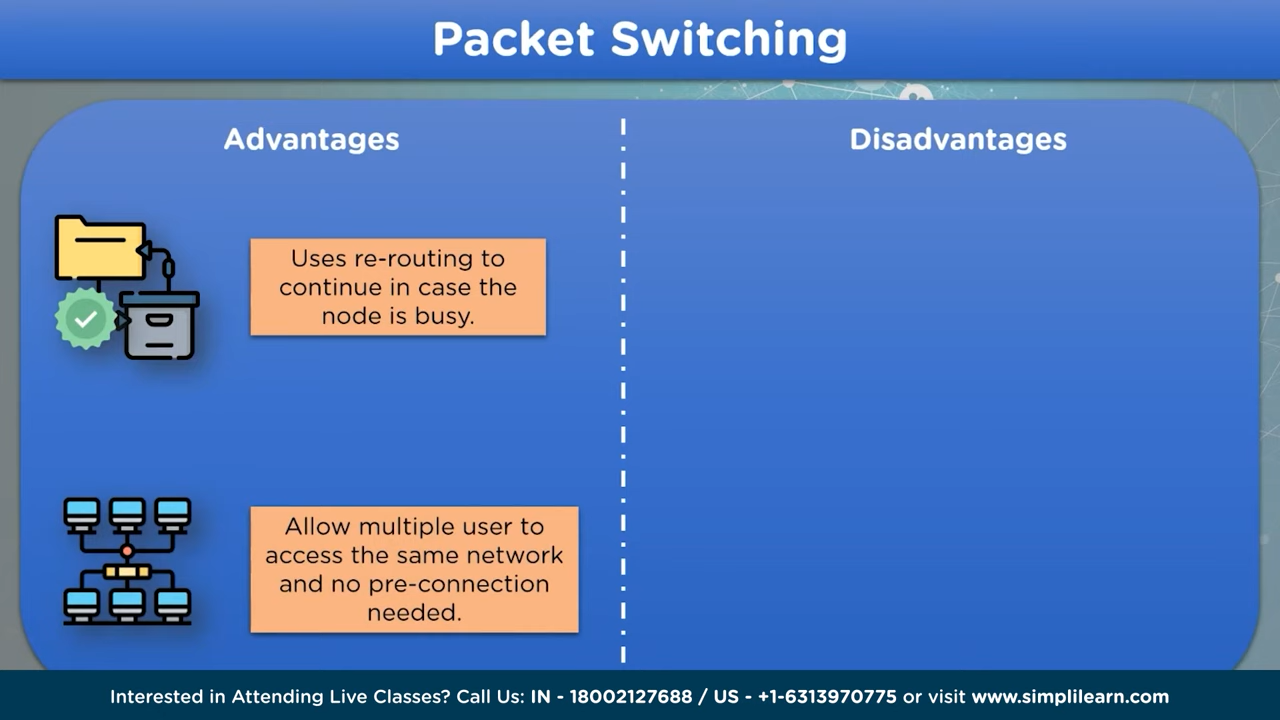 Packet Switching
Advantages
Disadvantages
Uses re-routing to
continue in case the
node is busy.
Allow multiple user to
access the same network
and no pre-connection
needed.
Interested in Attending Live Classes? Call Us: IN - 18002127688 / US - +1-6313970775 or visit www.simplilearn.com